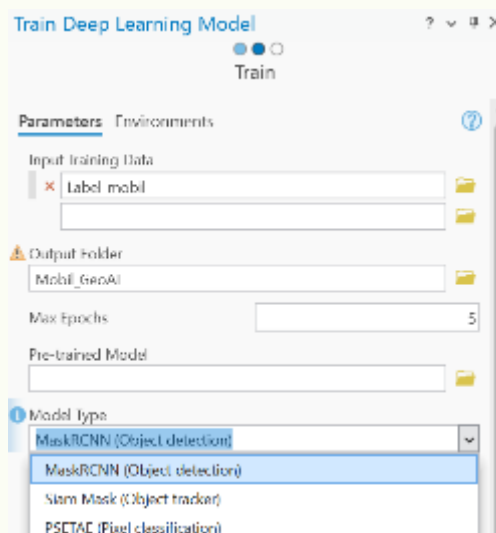 Train Deep Learning Model
Train
Parameters Environments
Input Training Data
Label_mobil
Output Folder
Mobil_GeoAI
Max Epochs 5
Pre-trained Model
Model Type
MaskRCNN (Object detection)
MaskRCNN (Object detection)
Siam Mask (Object tracker)
PSETAE (Pixel classification)